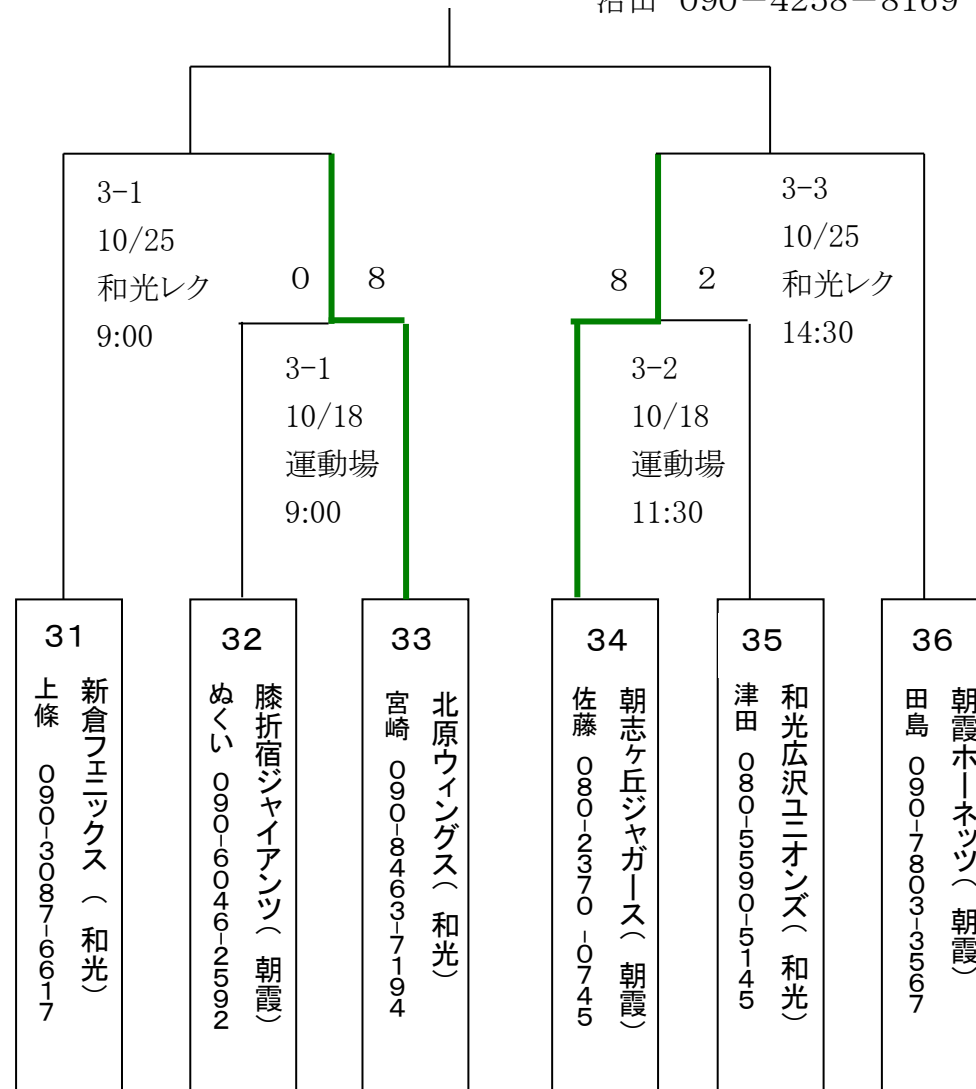 090-4258-8169
3-1
10/25
和光レク
9:00
3-3
10/25
和光レク
14:30
0 8
8 2
3-1
10/18
運動場
9:00
3-2
10/18
運動場
11:30
31
新倉フェニックス（ 和光）
上條 090-3087-6617
32
膝折宿ジャイアンツ（ 朝霞）
ぬくい 090-6046-2592
33
北原ウィングス（ 和光）
宮崎 090-8463-7194
34
朝志ヶ丘ジャガース（ 朝霞）
佐藤 080-2370 -0745
35
和光広沢ユニオンズ（ 和光）
津田 080-5590-5145
36
朝霞ホーネッツ（ 朝霞）
田島 090-7803-3567